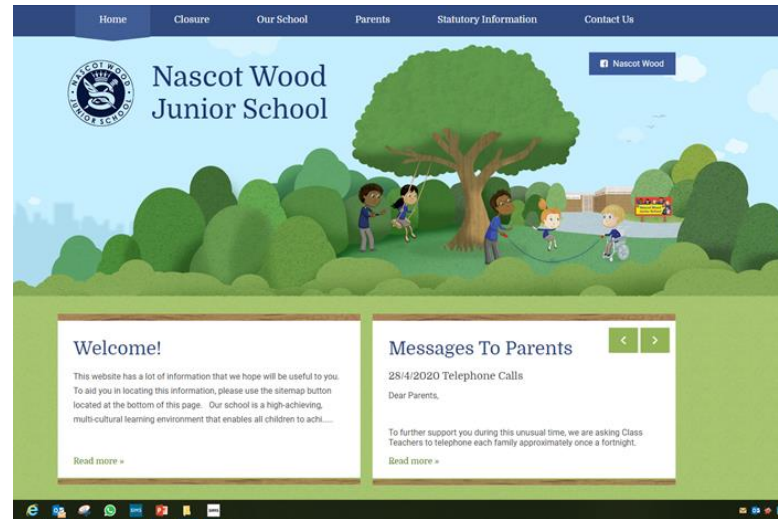 Home Closure Our School Parents Statutory Information Contact Us
Nascot Wood
NASCOT WOOD
JUNIOR SCHOOL
Nascot Wood
Junior School
Welcome!
This website has a lot of information that we hope will be useful to you.
To aid you in locating this information, please use the sitemap button
located at the bottom of this page. Our school is a high-achieving,
multi-cultural learning environment that enables all children to achi.....
Read more »
Messages To Parents
28/4/2020 Telephone Calls
Dear Parents,
To further support you during this unusual time, we are asking Class
Teachers to telephone each family approximately once a fortnight.
Read more »